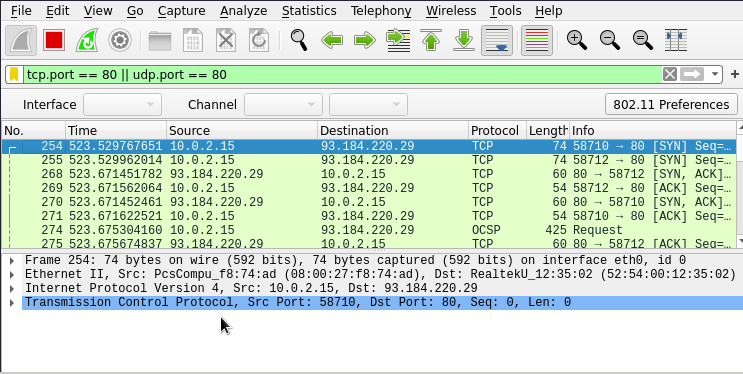 File Edit View Go Capture Analyze Statistics Telephony Wireless Tools Help
tcp.port == 80 || udp.port == 80
Interface Channel 802.11 Preferences
No. Time Source Destination Protocol Length Info
254 523.529767651 10.0.2.15 93.184.220.29 TCP 74 58710 → 80 [SYN] Seq=…
255 523.529962014 10.0.2.15 93.184.220.29 TCP 74 58712 → 80 [SYN] Seq=…
268 523.671451782 93.184.220.29 10.0.2.15 TCP 60 80 → 58712 [SYN, ACK]…
269 523.671562064 10.0.2.15 93.184.220.29 TCP 54 58712 → 80 [ACK] Seq=…
270 523.671452461 93.184.220.29 10.0.2.15 TCP 60 80 → 58710 [SYN, ACK]…
271 523.671622521 10.0.2.15 93.184.220.29 TCP 54 58710 → 80 [ACK] Seq=…
274 523.675304160 10.0.2.15 93.184.220.29 OCSP 425 Request
275 523.675674837 93.184.220.29 10.0.2.15 TCP 60 80 → 58712 [ACK] Seq=…
Frame 254: 74 bytes on wire (592 bits), 74 bytes captured (592 bits) on interface eth0, id 0
Ethernet II, Src: PcsCompu_f8:74:ad (08:00:27:f8:74:ad), Dst: RealtekU_12:35:02 (52:54:00:12:35:02)
Internet Protocol Version 4, Src: 10.0.2.15, Dst: 93.184.220.29
Transmission Control Protocol, Src Port: 58710, Dst Port: 80, Seq: 0, Len: 0